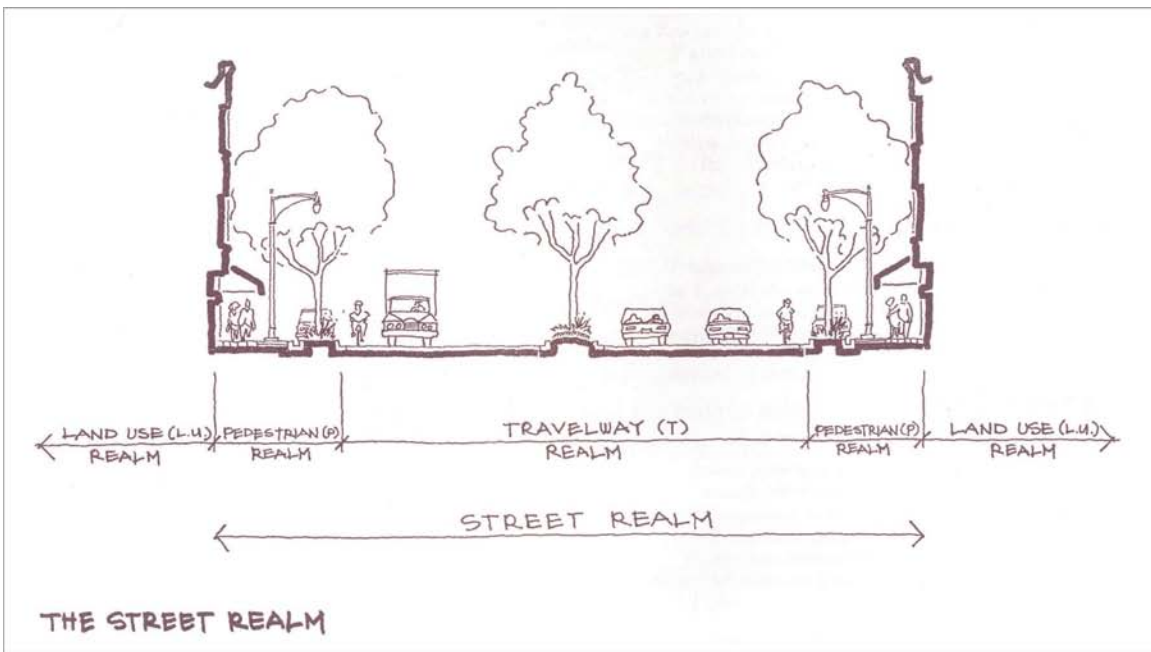 LAND USE (L.U.)
REALM
PEDESTRIAN (P)
REALM
TRAVELWAY (T)
REALM
PEDESTRIAN (P)
REALM
LAND USE (L.U.)
REALM
STREET REALM
THE STREET REALM